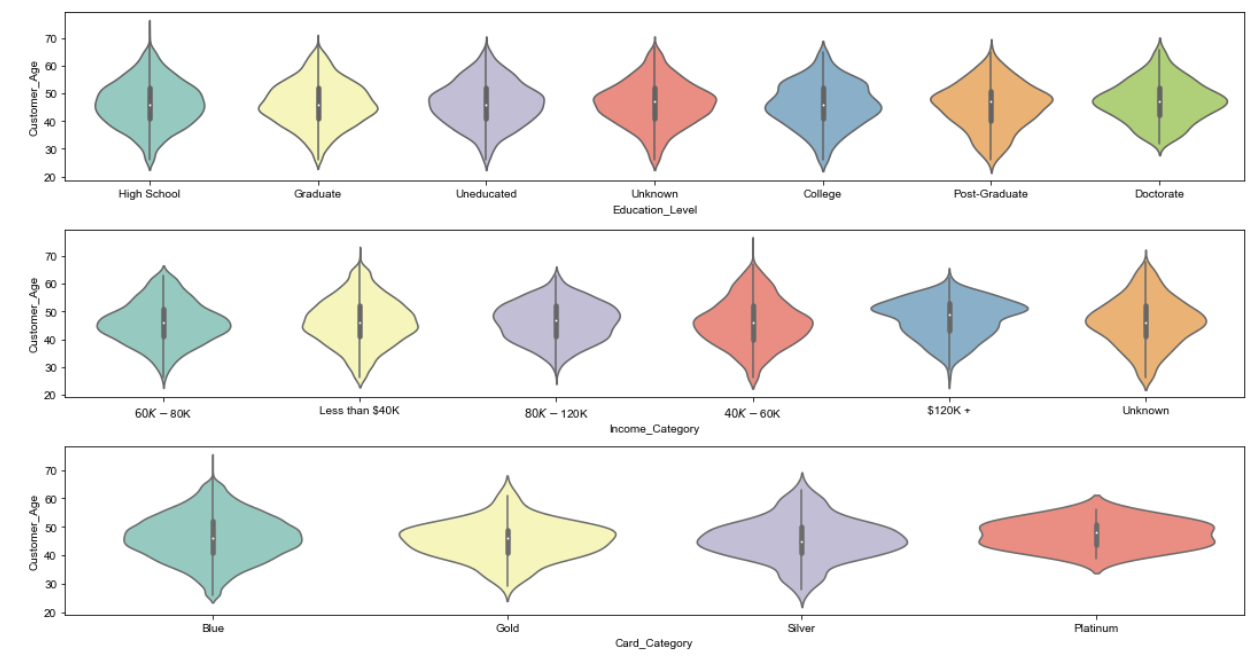 Customer_Age
70
60
50
40
30
20
High School Graduate Uneducated Unknown College Post-Graduate Doctorate
Education_Level
Customer_Age
70
60
50
40
30
20
60K − 80K Less than $40K 80K − 120K 40K − 60K $120K + Unknown
Income_Category
Customer_Age
70
60
50
40
30
20
Blue Gold Silver Platinum
Card_Category